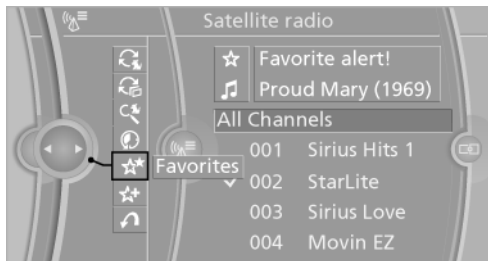 Satellite radio
Favorite alert!
Proud Mary (1969)
All Channels
001 Sirius Hits 1
Favorites
002 StarLite
003 Sirius Love
004 Movin EZ